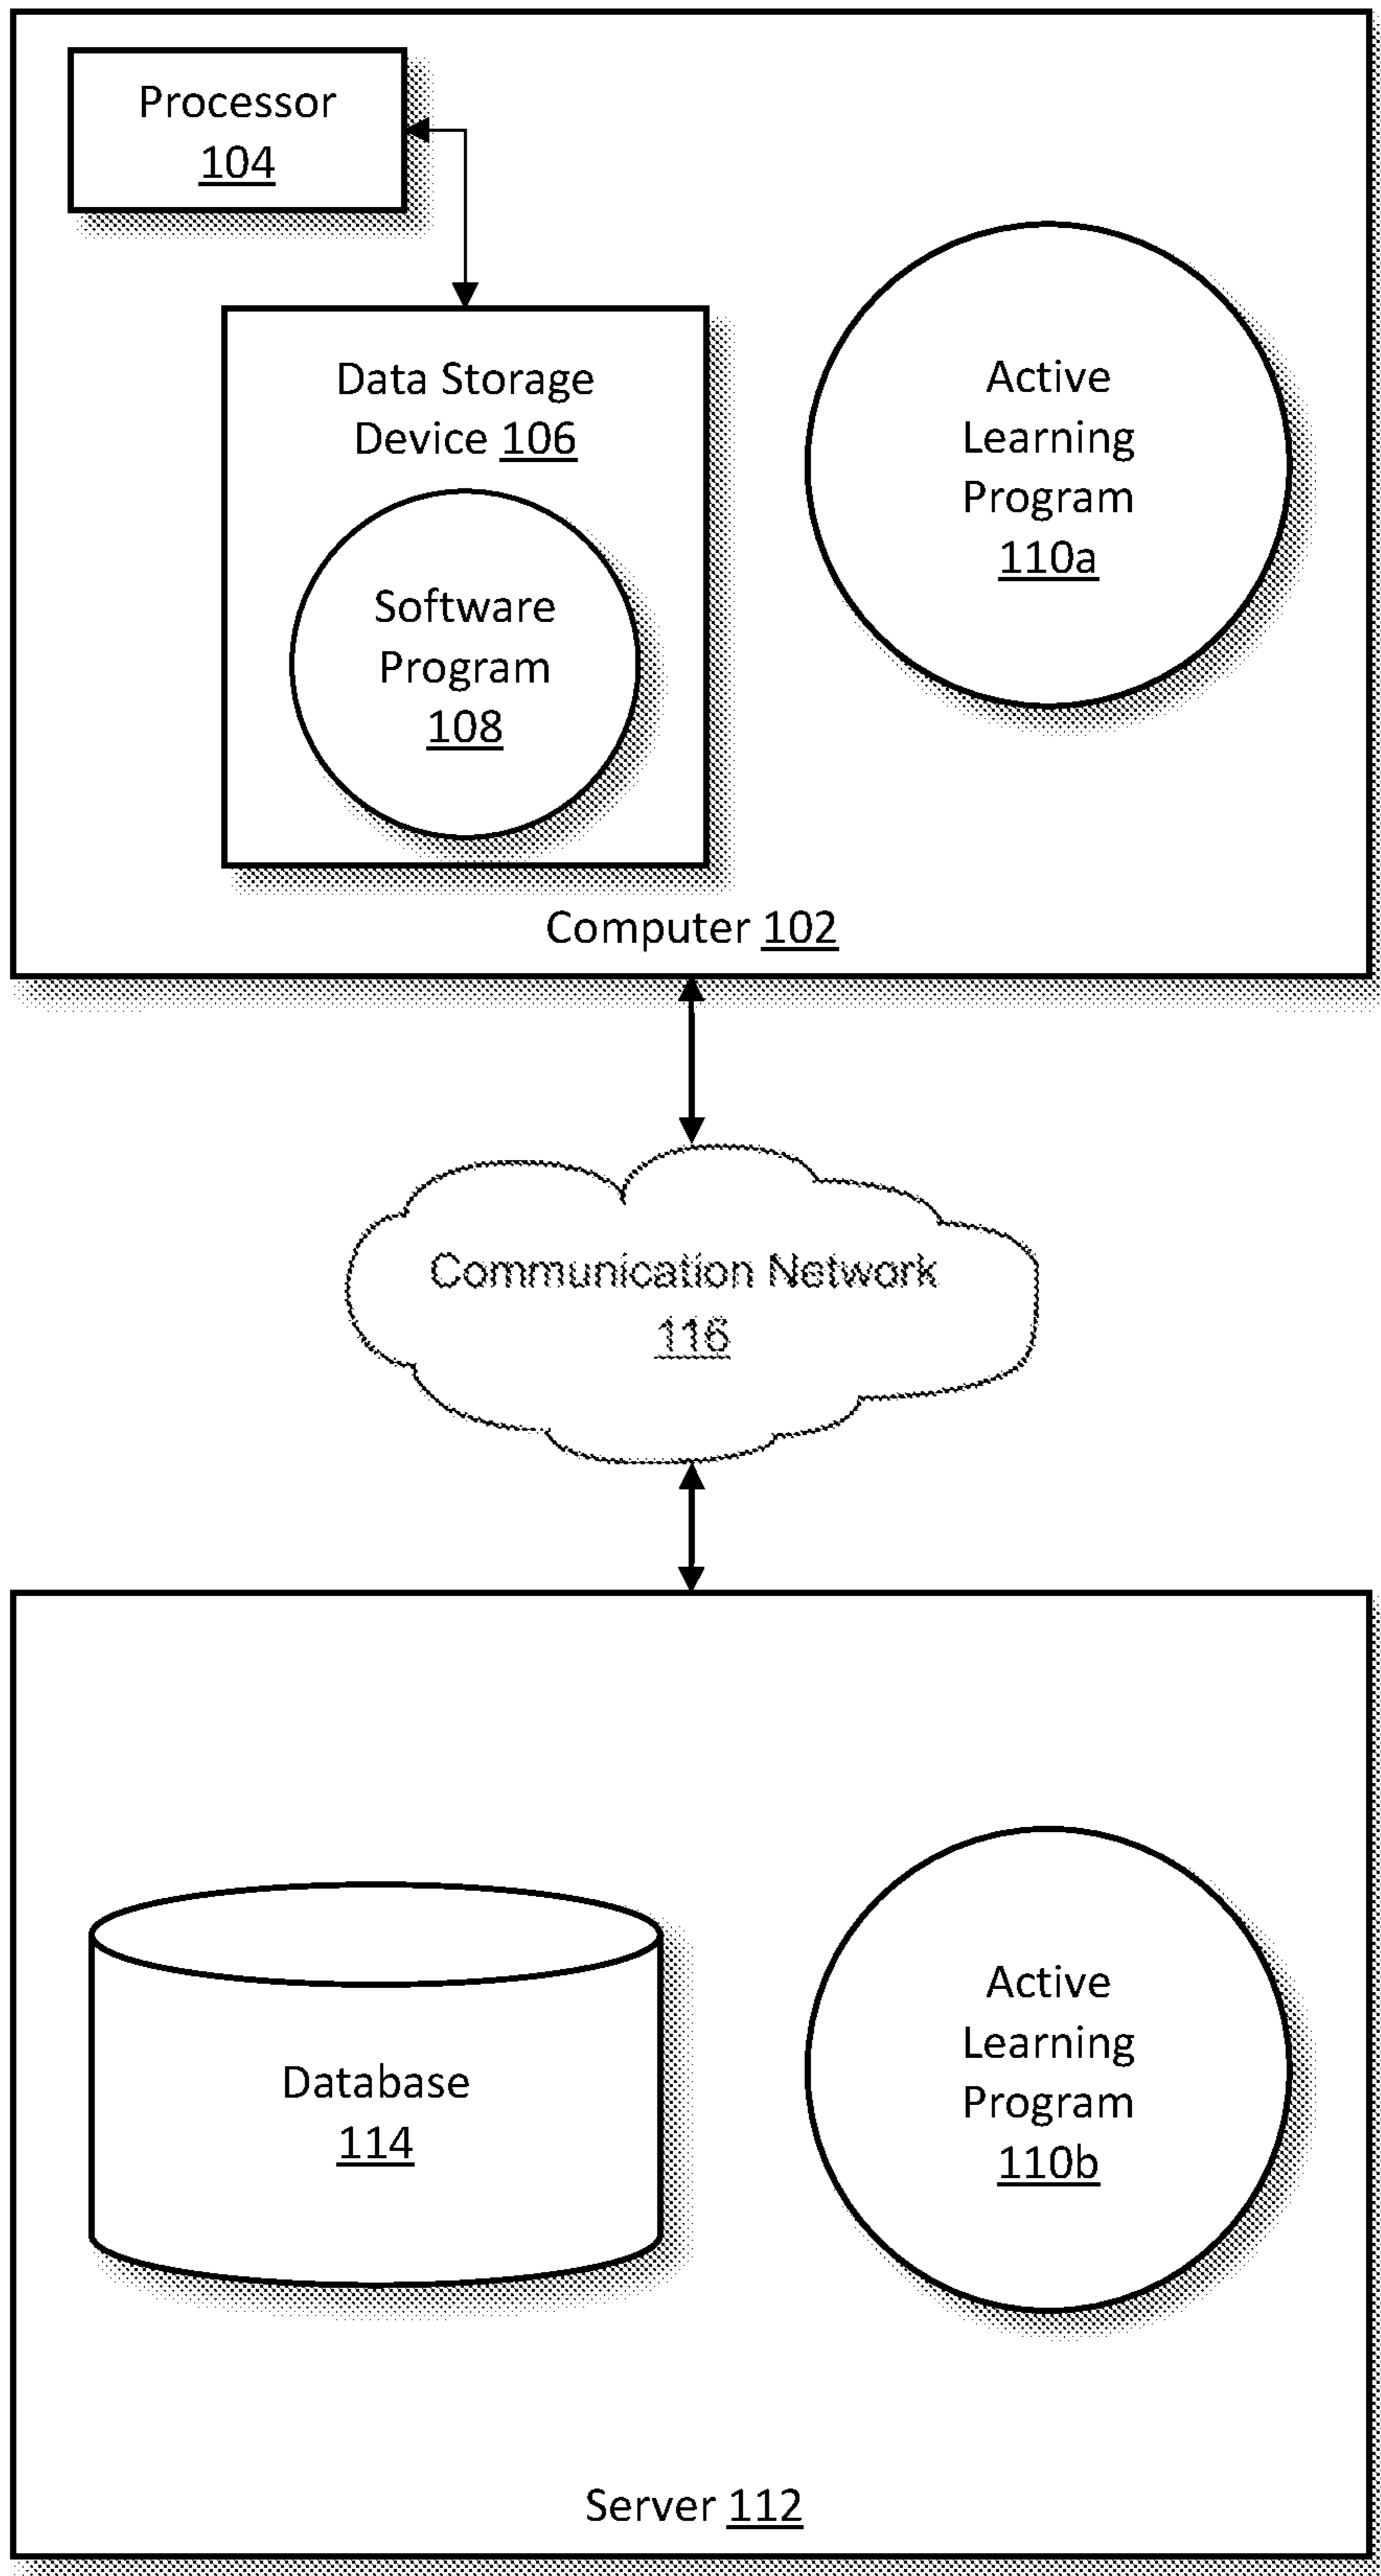 Processor
104
Data Storage
Device 106
Software
Program
108
Active
Learning
Program
110a
Computer 102
Communication Network
116
Database
114
Active
Learning
Program
110b
Server 112